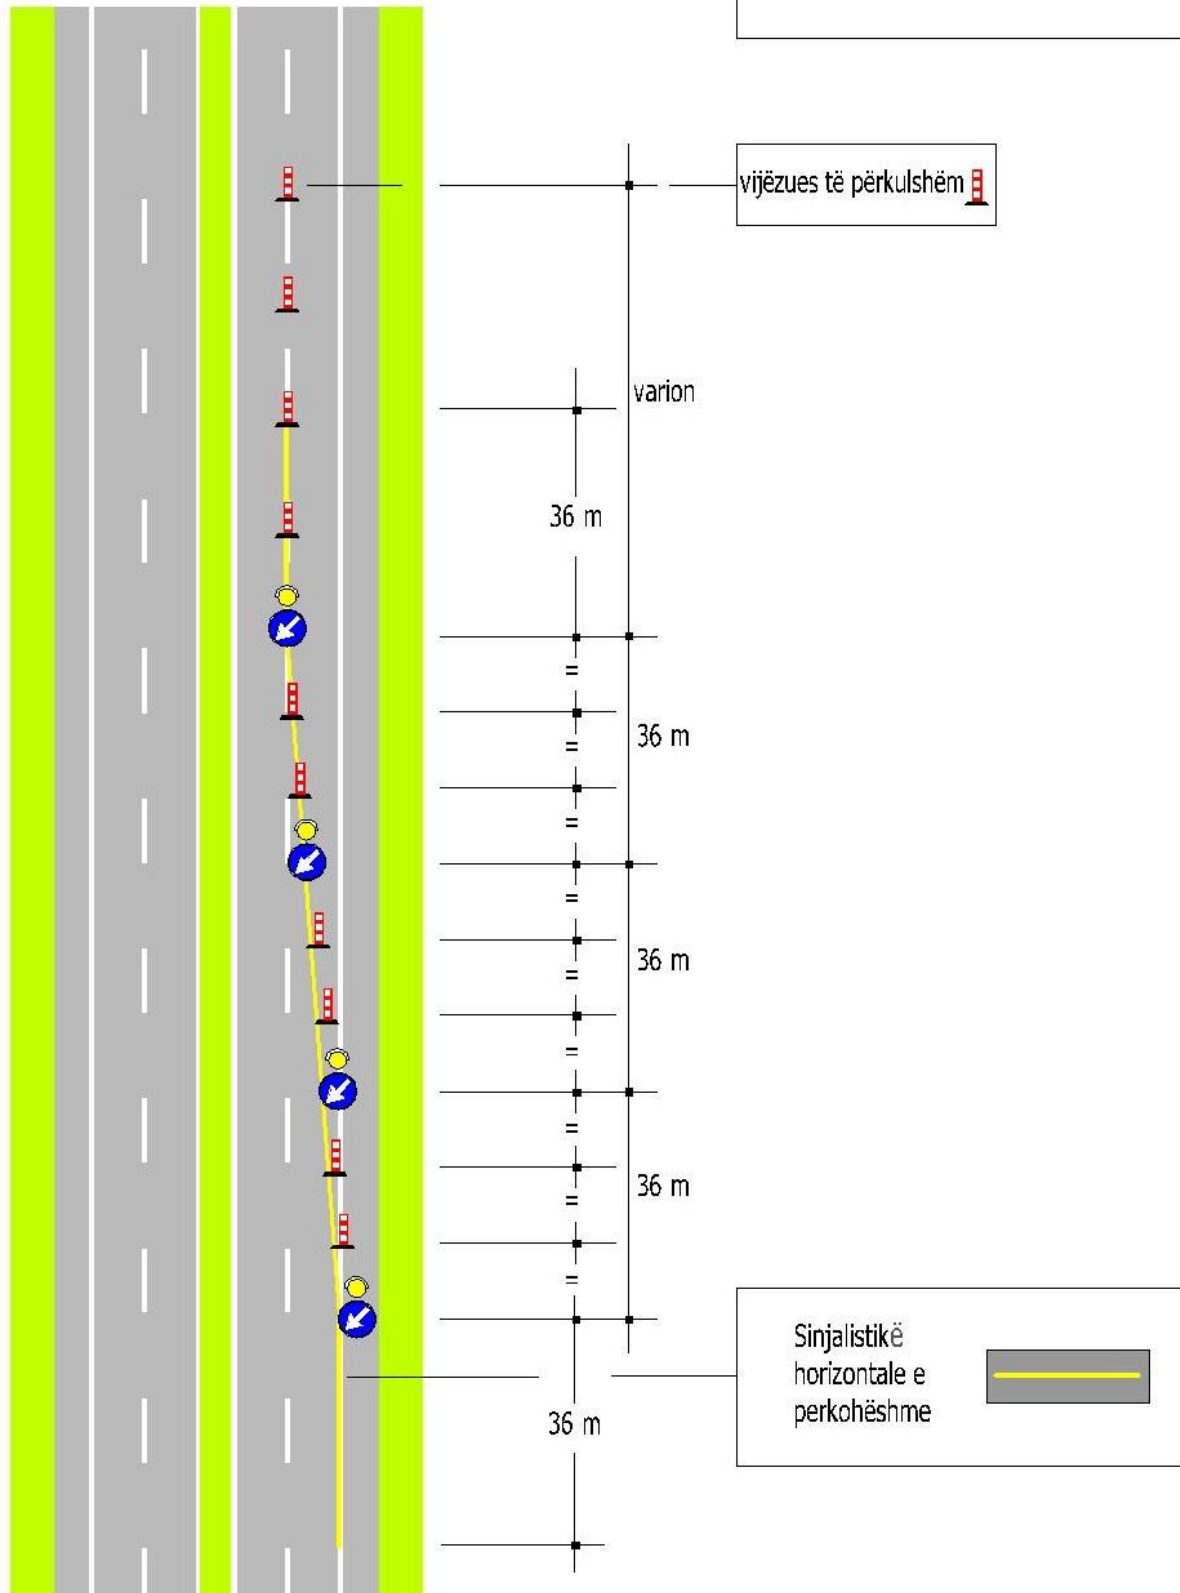 vijëzues të përkulshëm
varion
36 m
=
=
36 m
=
=
=
36 m
=
=
=
36 m
=
=
Sinjalistikë
horizontale e
perkohëshme
36 m